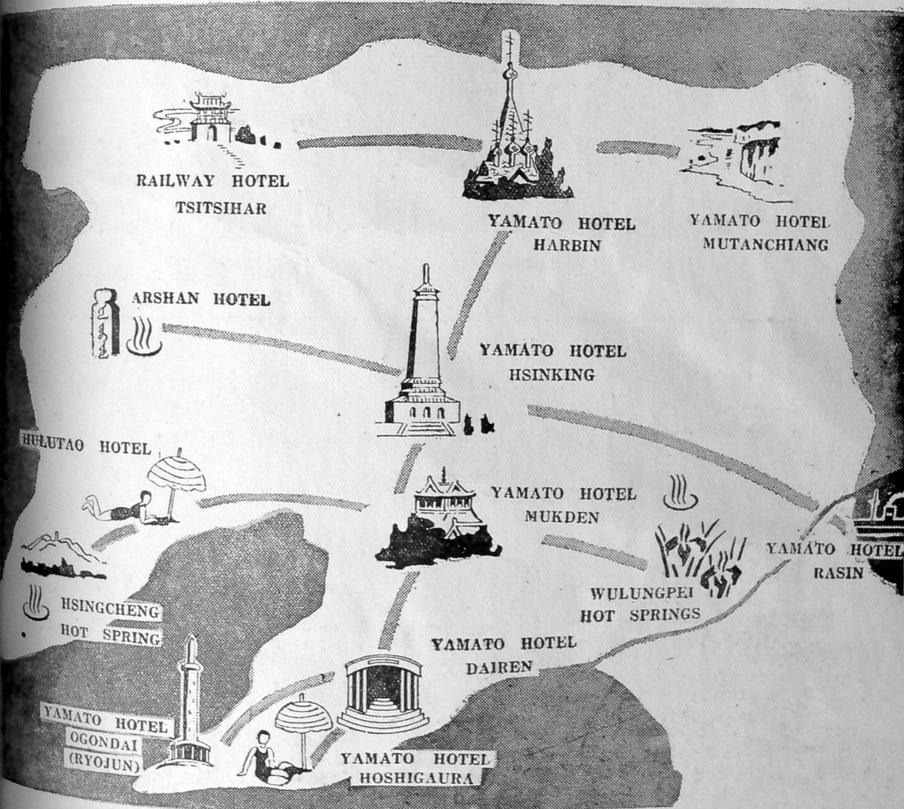 RAILWAY HOTEL
TSITSIHAR
YAMATO HOTEL
HARBIN
YAMATO HOTEL
MUTANCHIANG
ARSHAN HOTEL
YAMATO HOTEL
HSINKING
HULUTAO HOTEL
YAMATO HOTEL
MUKDEN
YAMATO HOTEL
RASIN
WULUNGPEI
HOT SPRINGS
HSINGCHENG
HOT SPRING
YAMATO HOTEL
DAIREN
YAMATO HOTEL
OGONDAI
(RYOJUN)
YAMATO HOTEL
HOSHIGAURA